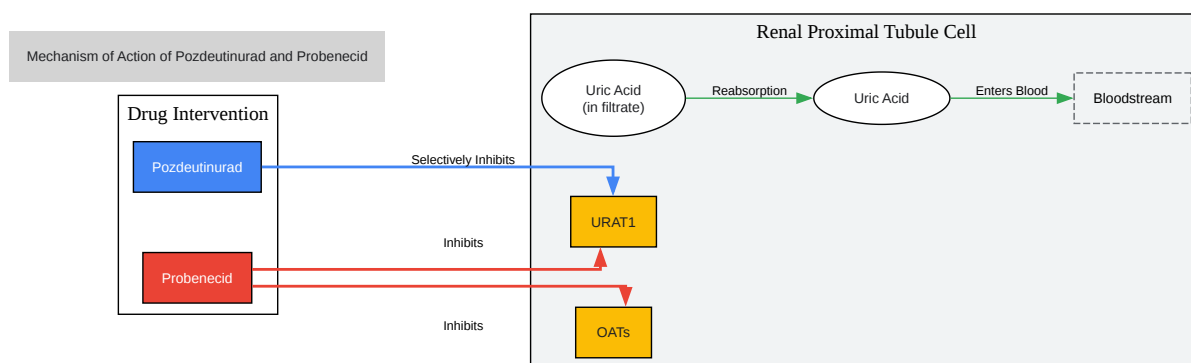 Mechanism of Action of Pozdeutinurad and Probenecid
Drug Intervention
Pozdeutinurad
Probenecid
Selectively Inhibits
Inhibits
Inhibits
Renal Proximal Tubule Cell
Uric Acid
(in filtrate)
Reabsorption
Uric Acid
Enters Blood
Bloodstream
URAT1
OATs